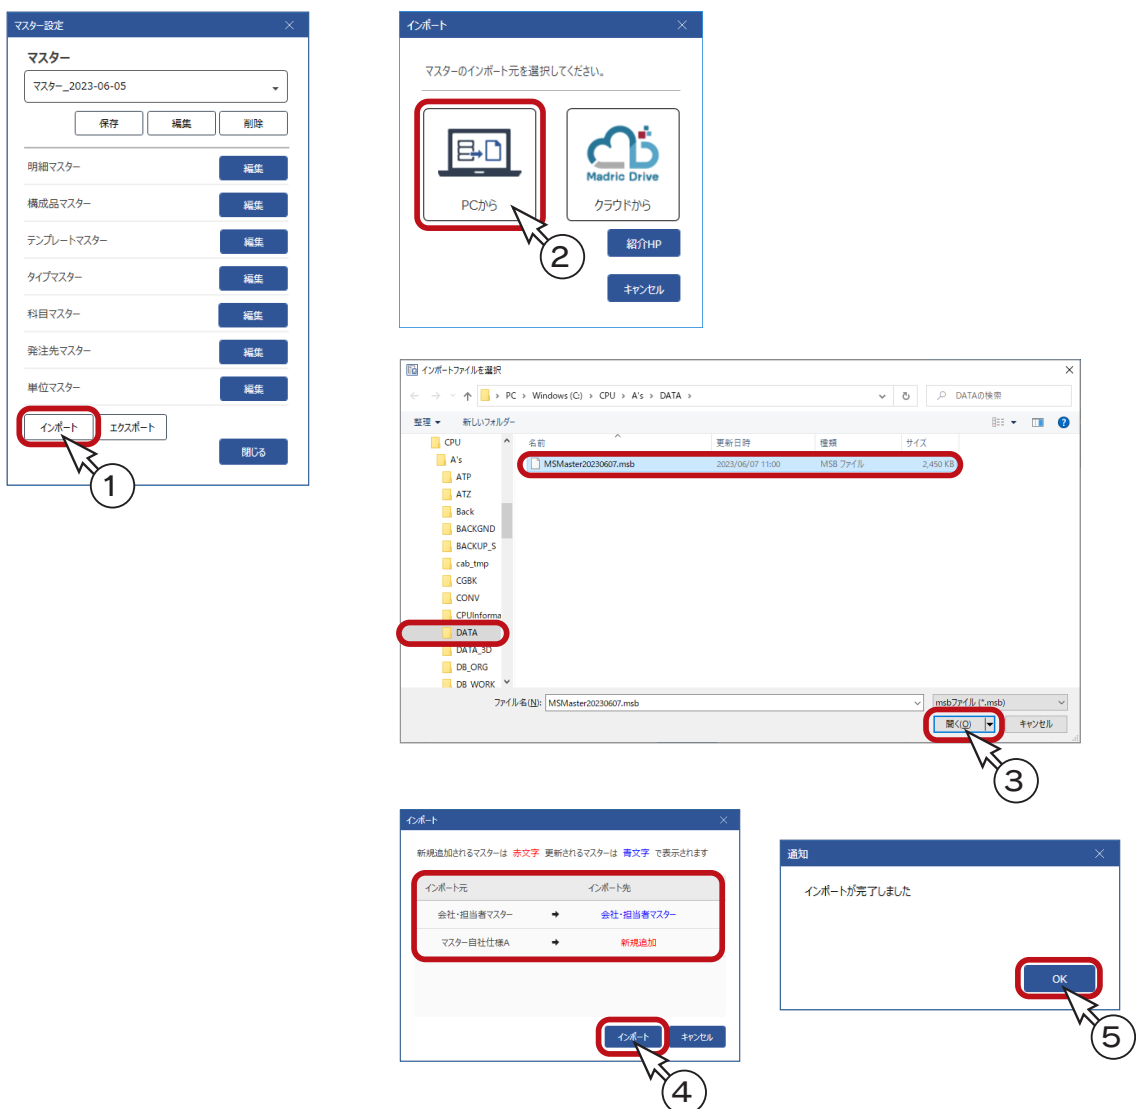 マスター設定
マスター
マスター_2023-06-05
保存 編集 削除
明細マスター 編集
構成品マスター 編集
テンプレートマスター 編集
タイプマスター 編集
科目マスター 編集
発注先マスター 編集
単位マスター 編集
インポート エクスポート
閉じる
1
インポート
マスターのインポート元を選択してください。
Madric Drive
PCから クラウドから
紹介HP
2
キャンセル
インポートファイルを選択
PC › Windows (C:) › CPU › A's › DATA › DATAの検索
整理 新しいフォルダー
名前 更新日時 種類 サイズ
MSMaster20230607.msb 2023/06/07 11:00 MSB ファイル 2,450 KB
CPU
A's
ATP
ATZ
Back
BACKGND
BACKUP_S
cab_tmp
CGBK
CONV
CPUInforma
DATA
DATA_3D
DB_ORG
DB_WORK
ファイル名(N): MSMaster20230607.msb msbファイル (*.msb)
開く(O) キャンセル
3
インポート
新規追加されるマスターは 赤文字 更新されるマスターは 青文字 で表示されます
インポート元 インポート先
会社・担当者マスター ➡ 会社・担当者マスター
マスター自社仕様A ➡ 新規追加
インポート キャンセル
4
通知
インポートが完了しました
OK
5